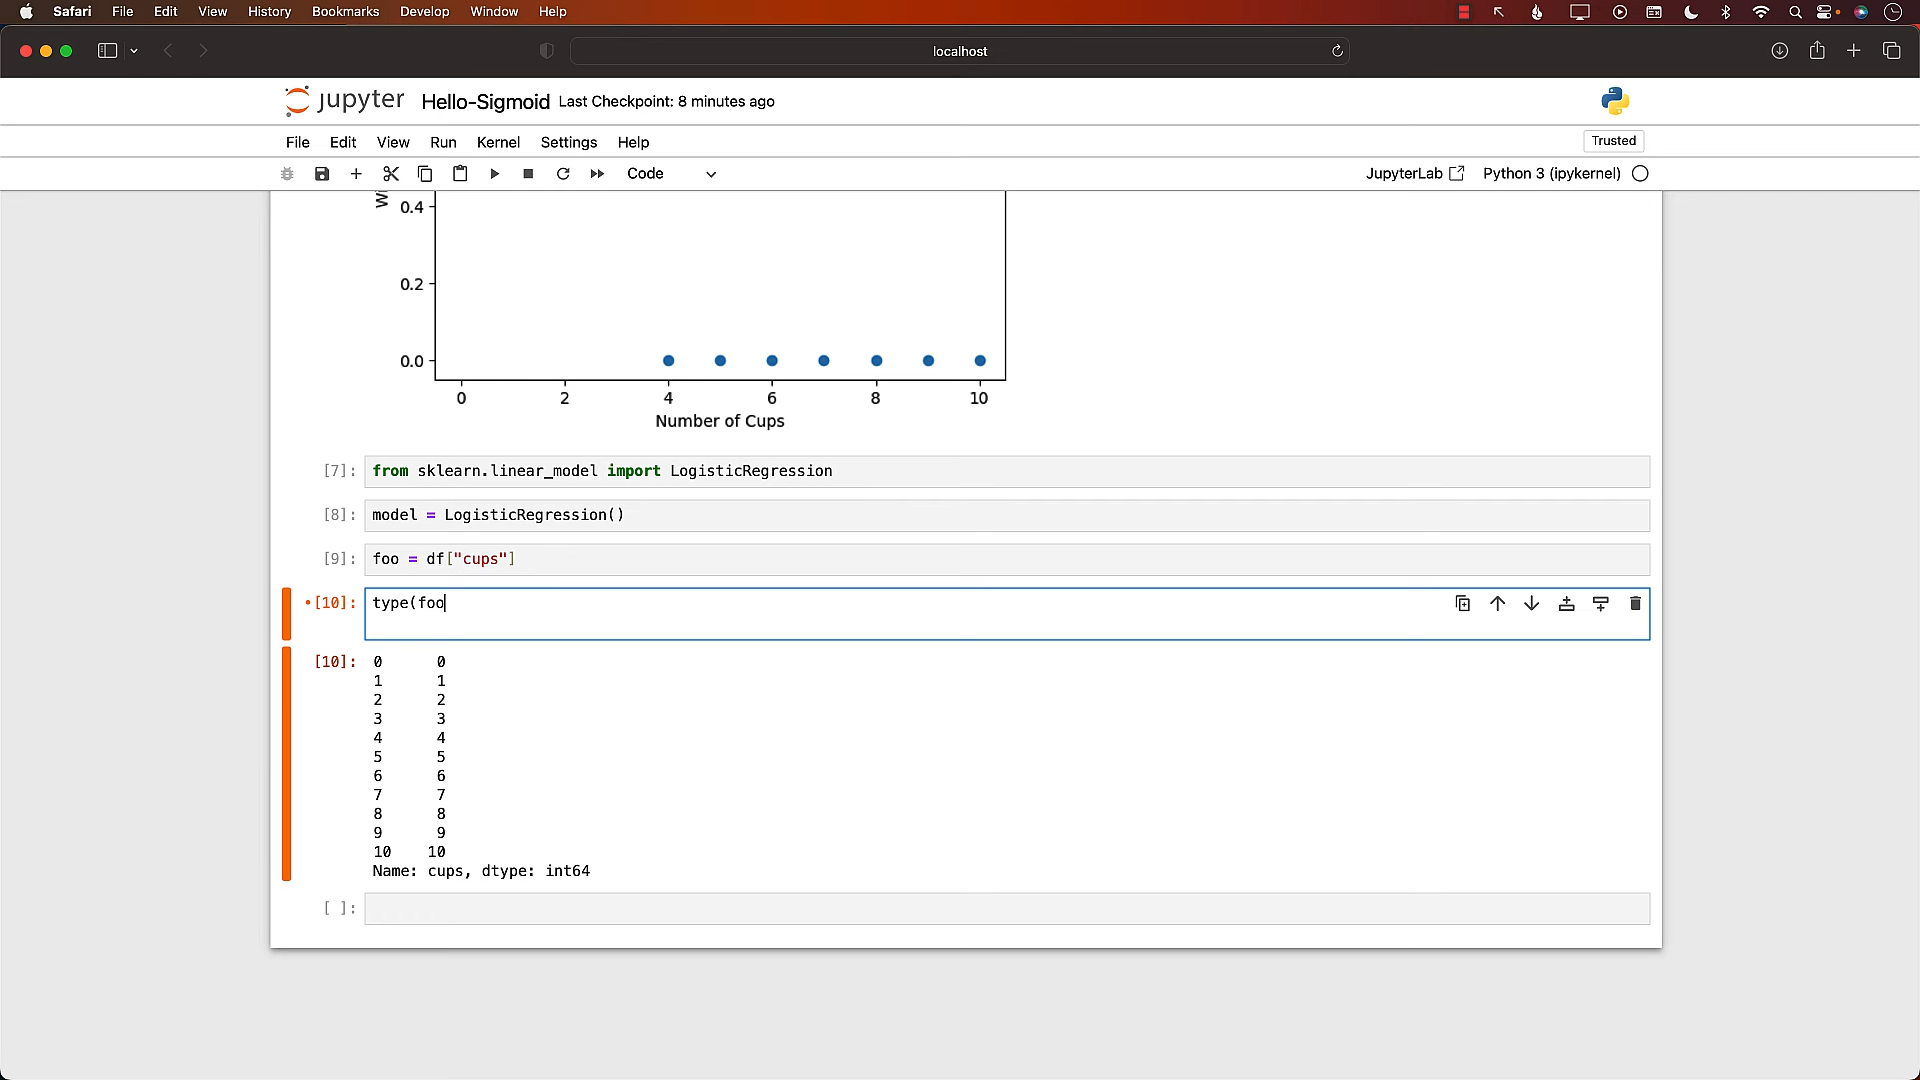 Safari File Edit View History Bookmarks Develop Window Help
localhost
jupyter Hello-Sigmoid Last Checkpoint: 8 minutes ago
File Edit View Run Kernel Settings Help
Trusted
Code
JupyterLab Python 3 (ipykernel)
0.4
0.2
0.0
0 2 4 6 8 10
Number of Cups
[7]: from sklearn.linear_model import LogisticRegression
[8]: model = LogisticRegression()
[9]: foo = df["cups"]
•[10]: type(foo
[10]: 0 0
1 1
2 2
3 3
4 4
5 5
6 6
7 7
8 8
9 9
10 10
Name: cups, dtype: int64
[ ]: